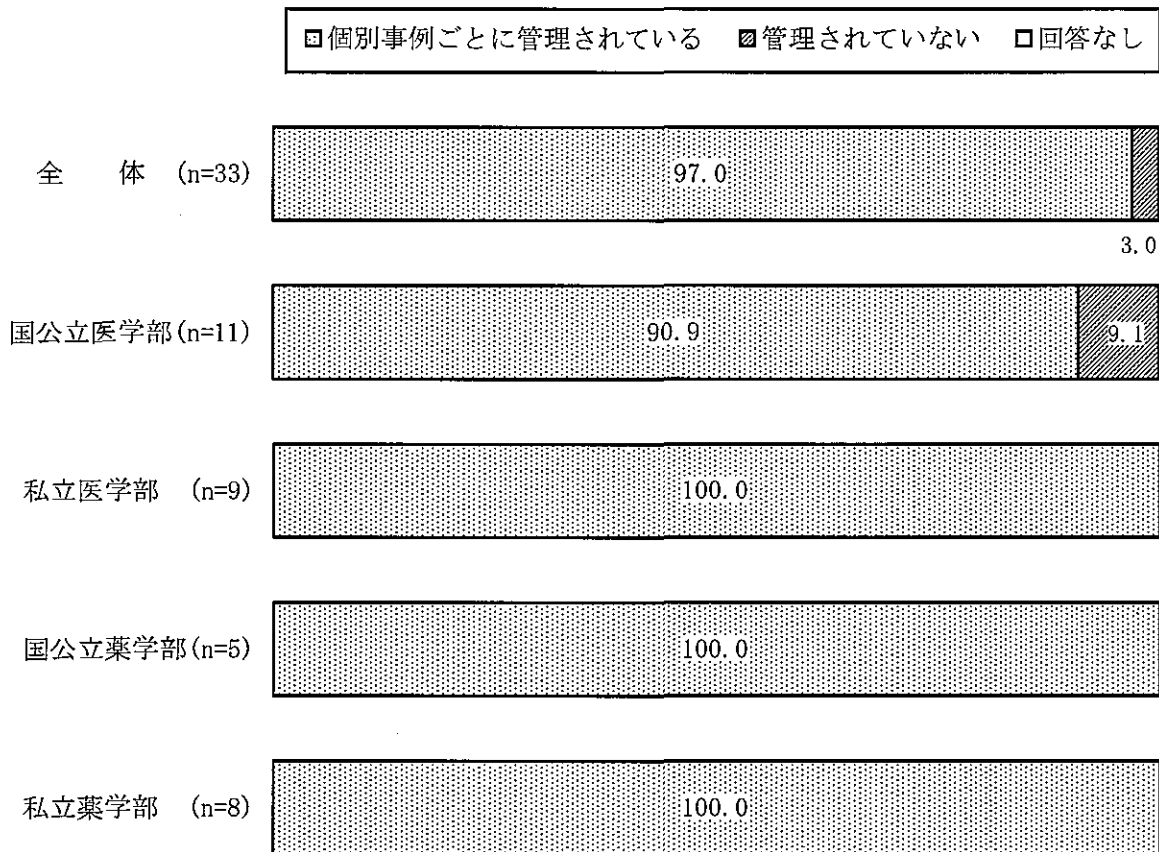 個別事例ごとに管理されている 管理されていない 回答なし
全 体 (n=33) 97.0
3.0
国公立医学部(n=11) 90.9 9.1
私立医学部 (n=9) 100.0
国公立薬学部(n=5) 100.0
私立薬学部 (n=8) 100.0